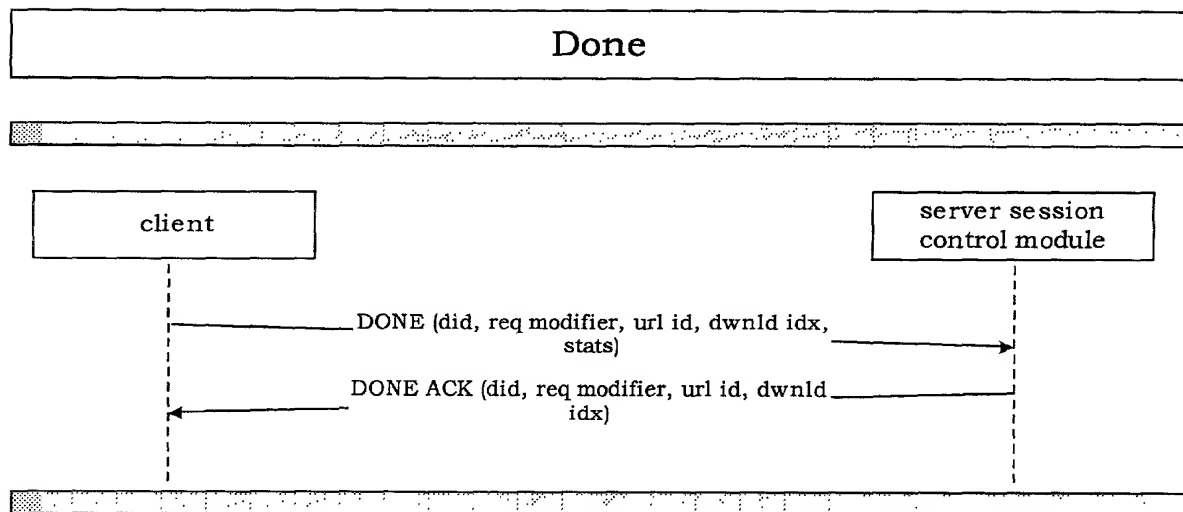 Done
client
server session
control module
DONE (did, req modifier, url id, dwnld idx,
stats)
DONE ACK (did, req modifier, url id, dwnld
idx)